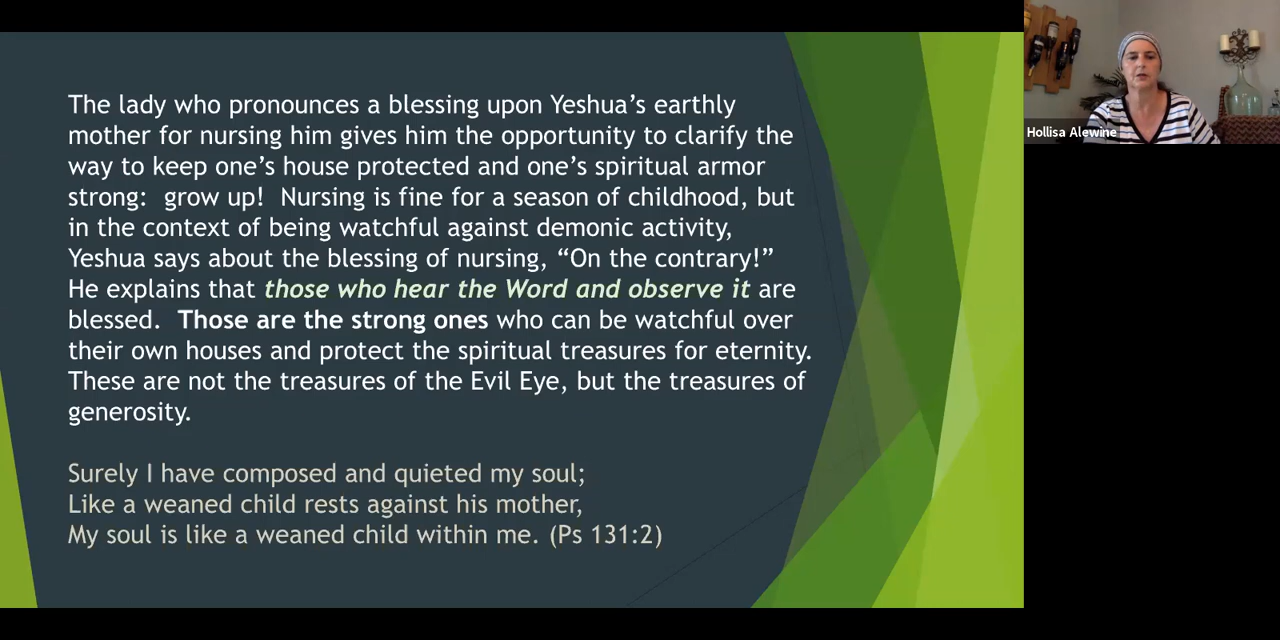 The lady who pronounces a blessing upon Yeshua's earthly
mother for nursing him gives him the opportunity to clarify the
way to keep one's house protected and one's spiritual armor
strong:  grow up!  Nursing is fine for a season of childhood, but
in the context of being watchful against demonic activity,
Yeshua says about the blessing of nursing, “On the contrary!”
He explains that those who hear the Word and observe it are
blessed.  Those are the strong ones who can be watchful over
their own houses and protect the spiritual treasures for eternity.
These are not the treasures of the Evil Eye, but the treasures of
generosity.
Surely I have composed and quieted my soul;
Like a weaned child rests against his mother,
My soul is like a weaned child within me. (Ps 131:2)
Hollisa Alewine